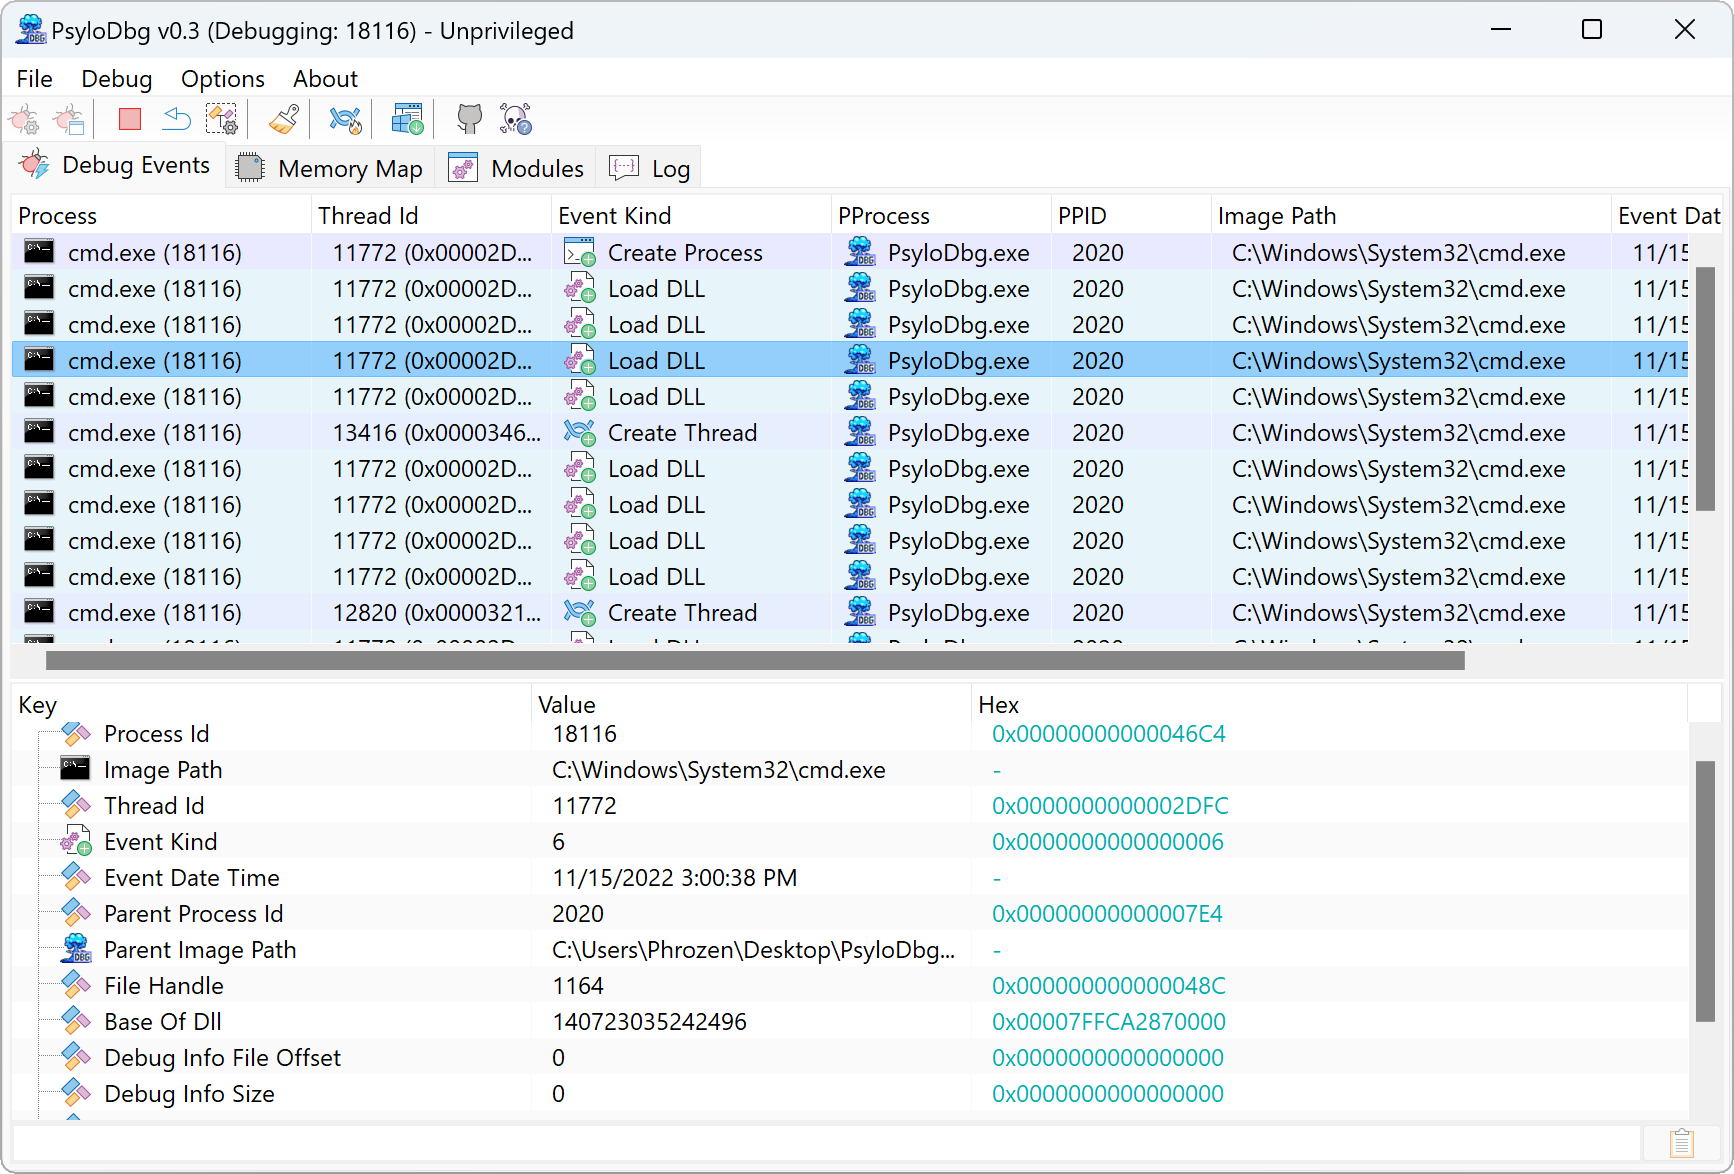 PsyloDbg v0.3 (Debugging: 18116) - Unprivileged
File Debug Options About
Debug Events Memory Map Modules Log
Process Thread Id Event Kind PProcess PPID Image Path Event Dat
cmd.exe (18116) 11772 (0x00002D... Create Process PsyloDbg.exe 2020 C:\Windows\System32\cmd.exe 11/15
cmd.exe (18116) 11772 (0x00002D... Load DLL PsyloDbg.exe 2020 C:\Windows\System32\cmd.exe 11/15
cmd.exe (18116) 11772 (0x00002D... Load DLL PsyloDbg.exe 2020 C:\Windows\System32\cmd.exe 11/15
cmd.exe (18116) 11772 (0x00002D... Load DLL PsyloDbg.exe 2020 C:\Windows\System32\cmd.exe 11/15
cmd.exe (18116) 11772 (0x00002D... Load DLL PsyloDbg.exe 2020 C:\Windows\System32\cmd.exe 11/15
cmd.exe (18116) 13416 (0x0000346... Create Thread PsyloDbg.exe 2020 C:\Windows\System32\cmd.exe 11/15
cmd.exe (18116) 11772 (0x00002D... Load DLL PsyloDbg.exe 2020 C:\Windows\System32\cmd.exe 11/15
cmd.exe (18116) 11772 (0x00002D... Load DLL PsyloDbg.exe 2020 C:\Windows\System32\cmd.exe 11/15
cmd.exe (18116) 11772 (0x00002D... Load DLL PsyloDbg.exe 2020 C:\Windows\System32\cmd.exe 11/15
cmd.exe (18116) 11772 (0x00002D... Load DLL PsyloDbg.exe 2020 C:\Windows\System32\cmd.exe 11/15
cmd.exe (18116) 12820 (0x0000321... Create Thread PsyloDbg.exe 2020 C:\Windows\System32\cmd.exe 11/15
Key Value Hex
Process Id 18116 0x00000000000046C4
Image Path C:\Windows\System32\cmd.exe -
Thread Id 11772 0x0000000000002DFC
Event Kind 6 0x0000000000000006
Event Date Time 11/15/2022 3:00:38 PM -
Parent Process Id 2020 0x00000000000007E4
Parent Image Path C:\Users\Phrozen\Desktop\PsyloDbg... -
File Handle 1164 0x000000000000048C
Base Of Dll 140723035242496 0x00007FFCA2870000
Debug Info File Offset 0 0x0000000000000000
Debug Info Size 0 0x0000000000000000